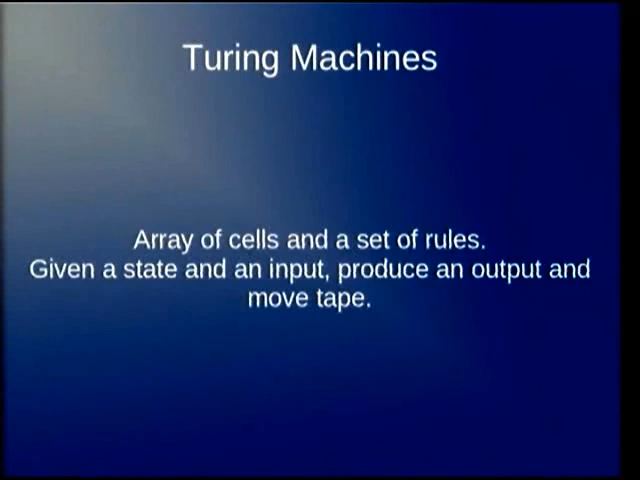 Turing Machines
Array of cells and a set of rules.
Given a state and an input, produce an output and
move tape.